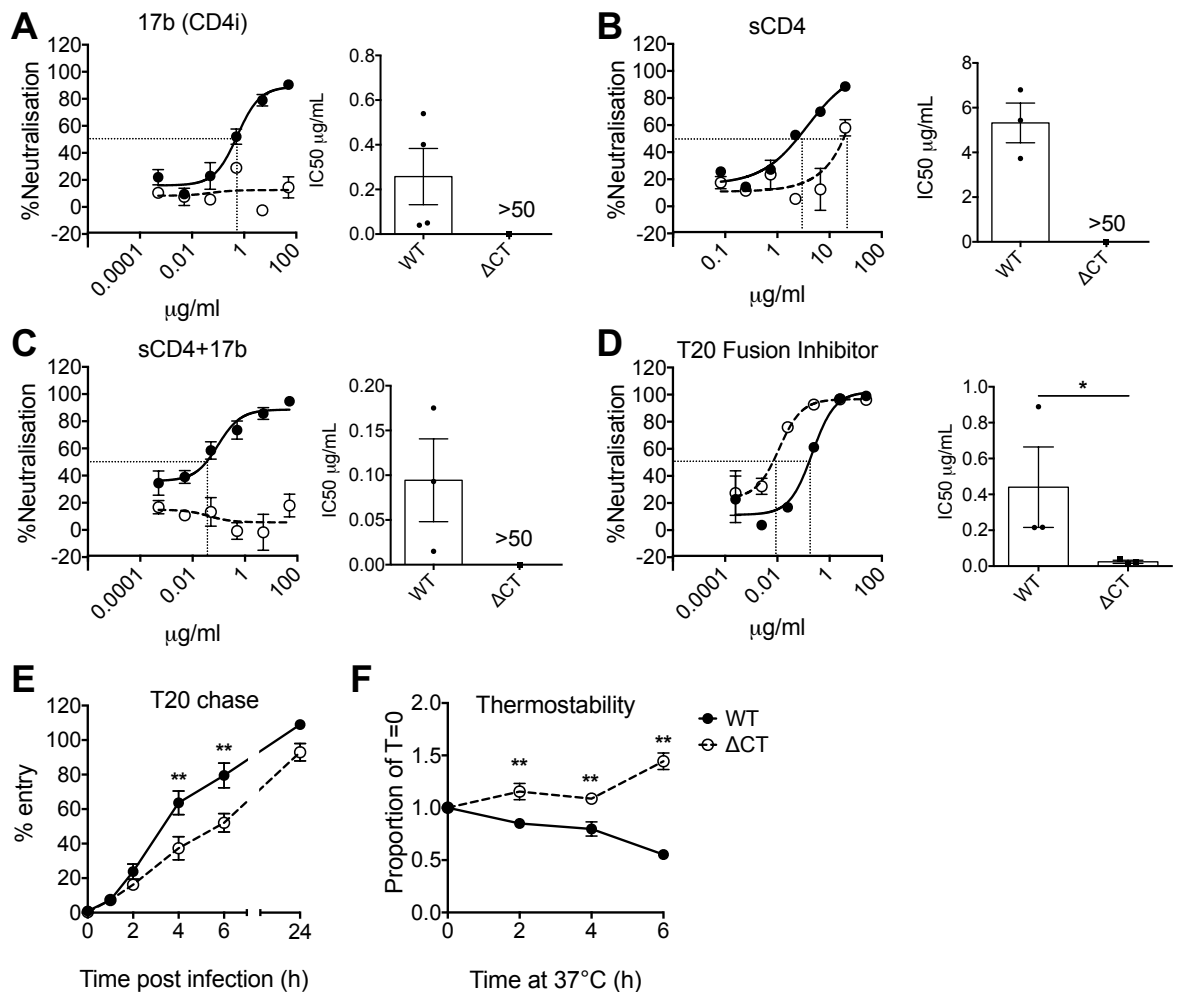 A
17b (CD4i)
%Neutralisation
120
100
80
60
40
20
0
-20
0.0001
0.01
1
100
μg/ml
IC50 μg/mL
0.8
0.6
0.4
0.2
0.0
>50
WT
ΔCT
B
sCD4
%Neutralisation
120
100
80
60
40
20
0
-20
0.1
1
10
100
μg/ml
IC50 μg/mL
8
6
4
2
0
>50
WT
ΔCT
C
sCD4+17b
%Neutralisation
120
100
80
60
40
20
0
-20
0.0001
0.01
1
100
μg/ml
IC50 μg/mL
0.20
0.15
0.10
0.05
0.00
>50
WT
ΔCT
D
T20 Fusion Inhibitor
%Neutralisation
120
100
80
60
40
20
0
-20
0.0001
0.01
1
100
μg/ml
IC50 μg/mL
1.0
0.8
0.6
0.4
0.2
0.0
*
WT
ΔCT
E
T20 chase
% entry
120
100
80
60
40
20
0
**
**
0
2
4
6
24
Time post infection (h)
F
Thermostability
Proportion of T=0
2.0
1.5
1.0
0.5
0.0
**
**
**
0
2
4
6
Time at 37°C (h)
WT
ΔCT